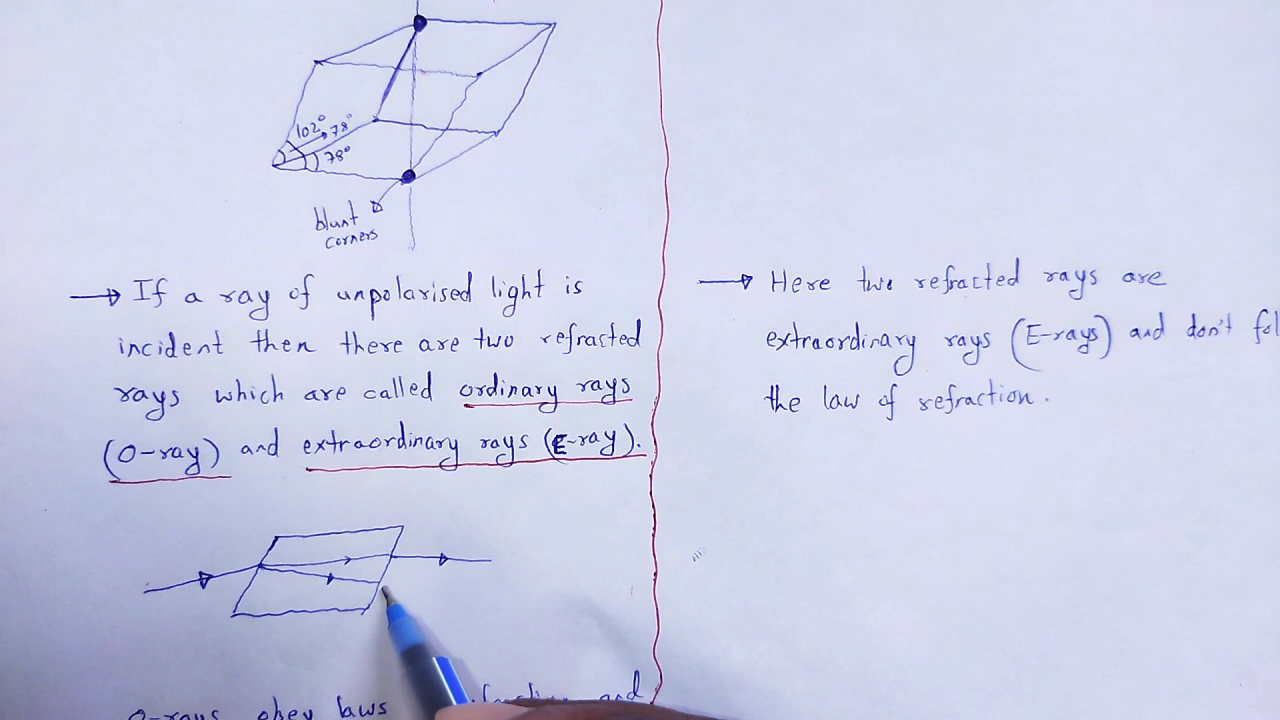 102°
78°
78°
blunt
corners
→ If a ray of unpolarised light is
incident then there are two refracted
rays which are called ordinary rays
(O-ray) and extraordinary rays (E-ray).
O-rays obey laws and
→ Here two refracted rays are
extraordinary rays (E-rays) and don't
the law of refraction.